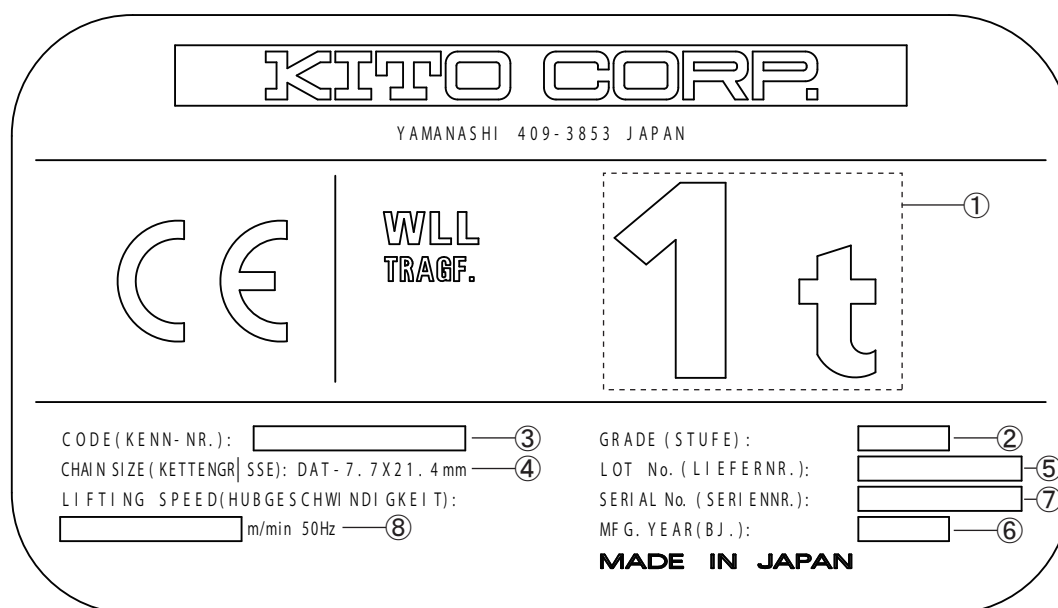 KITO CORP.
YAMANASHI 409-3853 JAPAN
CE
WLL
TRAGF.
1t
①
CODE(KENN-NR.):
③
CHAIN SIZE(KETTENGR|SSE): DAT-7.7X21.4mm
④
LIFTING SPEED(HUBGESCHWINDIGKEIT):
m/min 50Hz
⑧
GRADE(STUFE):
②
LOT No.(LIEFERNR.):
⑤
SERIAL No.(SERIENNR.):
⑦
MFG.YEAR(BJ.):
⑥
MADE IN JAPAN